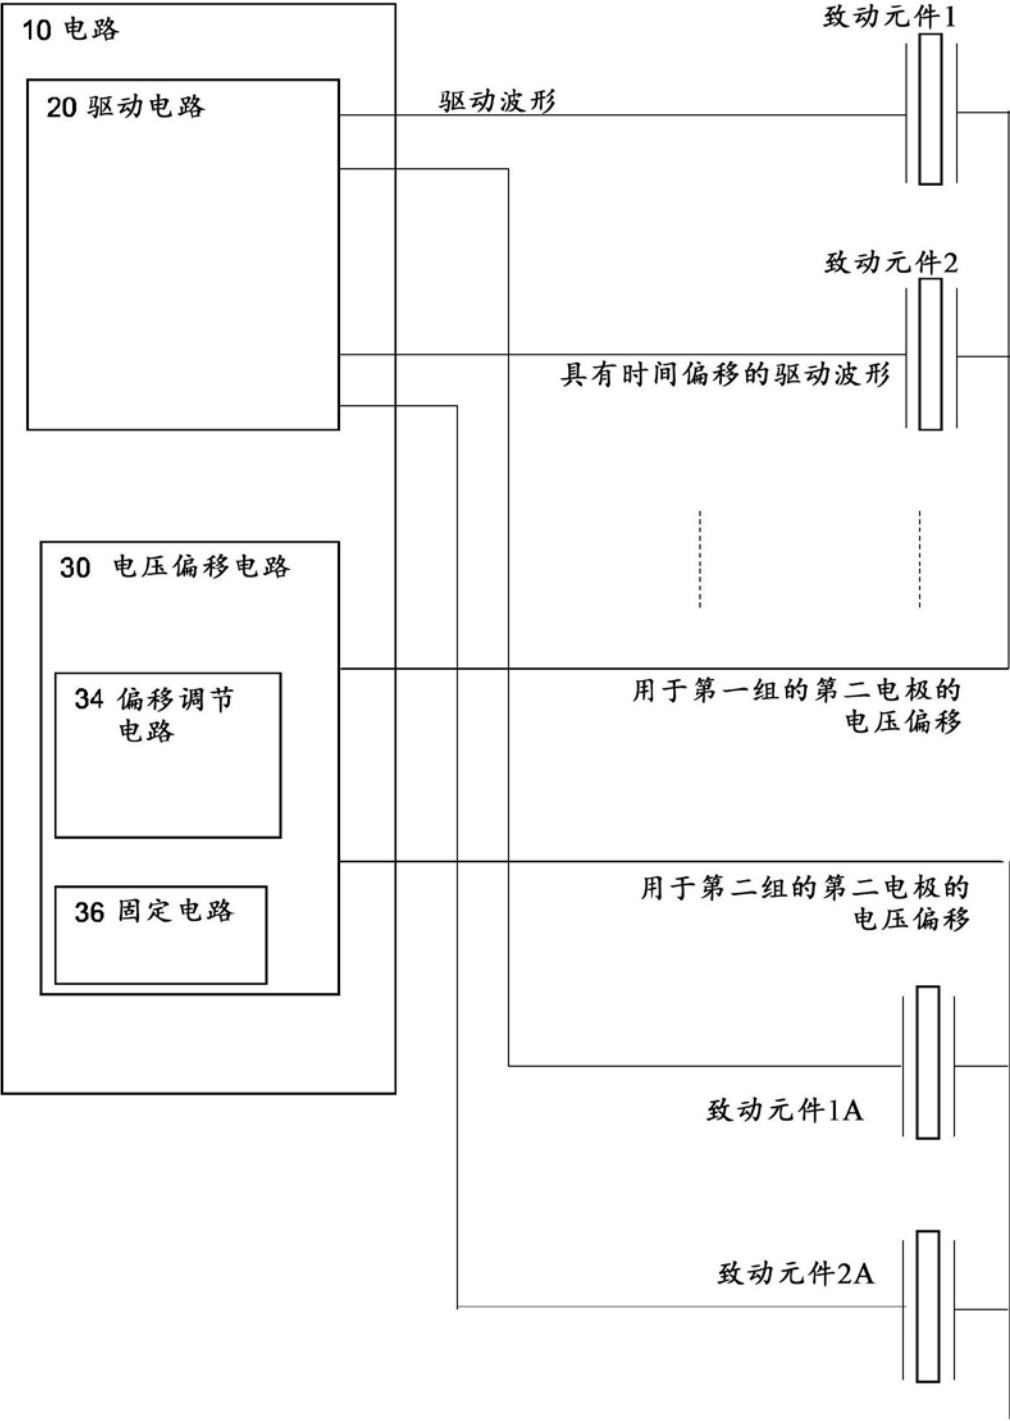 10 电路
致动元件1
20 驱动电路
驱动波形
致动元件2
具有时间偏移的驱动波形
30 电压偏移电路
34 偏移调节
电路
用于第一组的第二电极的
电压偏移
36 固定电路
用于第二组的第二电极的
电压偏移
致动元件1A
致动元件2A